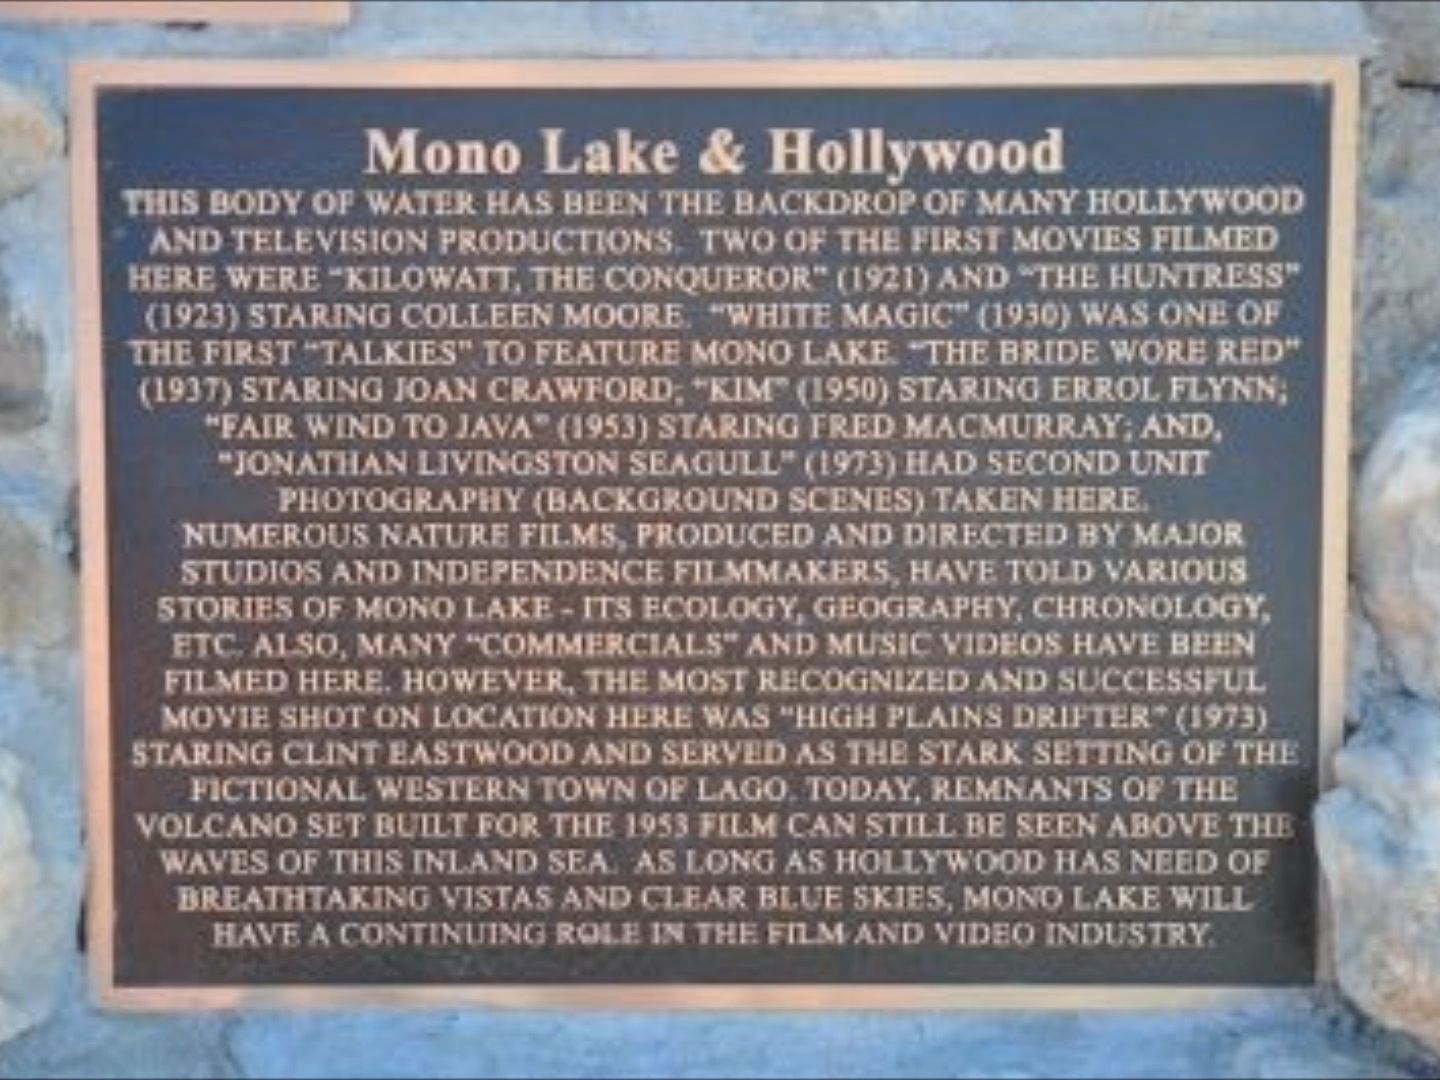 Mono Lake & Hollywood
THIS BODY OF WATER HAS BEEN THE BACKDROP OF MANY HOLLYWOOD
AND TELEVISION PRODUCTIONS. TWO OF THE FIRST MOVIES FILMED
HERE WERE “KILOWATT, THE CONQUEROR” (1921) AND “THE HUNTRESS”
(1923) STARING COLLEEN MOORE. “WHITE MAGIC” (1930) WAS ONE OF
THE FIRST “TALKIES” TO FEATURE MONO LAKE. “THE BRIDE WORE RED”
(1937) STARING JOAN CRAWFORD; “KIM” (1950) STARING ERROL FLYNN;
“FAIR WIND TO JAVA” (1953) STARING FRED MACMURRAY; AND,
“JONATHAN LIVINGSTON SEAGULL” (1973) HAD SECOND UNIT
PHOTOGRAPHY (BACKGROUND SCENES) TAKEN HERE.
NUMEROUS NATURE FILMS, PRODUCED AND DIRECTED BY MAJOR
STUDIOS AND INDEPENDENCE FILMMAKERS, HAVE TOLD VARIOUS
STORIES OF MONO LAKE - ITS ECOLOGY, GEOGRAPHY, CHRONOLOGY,
ETC. ALSO, MANY “COMMERCIALS” AND MUSIC VIDEOS HAVE BEEN
FILMED HERE. HOWEVER, THE MOST RECOGNIZED AND SUCCESSFUL
MOVIE SHOT ON LOCATION HERE WAS “HIGH PLAINS DRIFTER” (1973)
STARING CLINT EASTWOOD AND SERVED AS THE STARK SETTING OF THE
FICTIONAL WESTERN TOWN OF LAGO. TODAY, REMNANTS OF THE
VOLCANO SET BUILT FOR THE 1953 FILM CAN STILL BE SEEN ABOVE THE
WAVES OF THIS INLAND SEA. AS LONG AS HOLLYWOOD HAS NEED OF
BREATHTAKING VISTAS AND CLEAR BLUE SKIES, MONO LAKE WILL
HAVE A CONTINUING ROLE IN THE FILM AND VIDEO INDUSTRY.